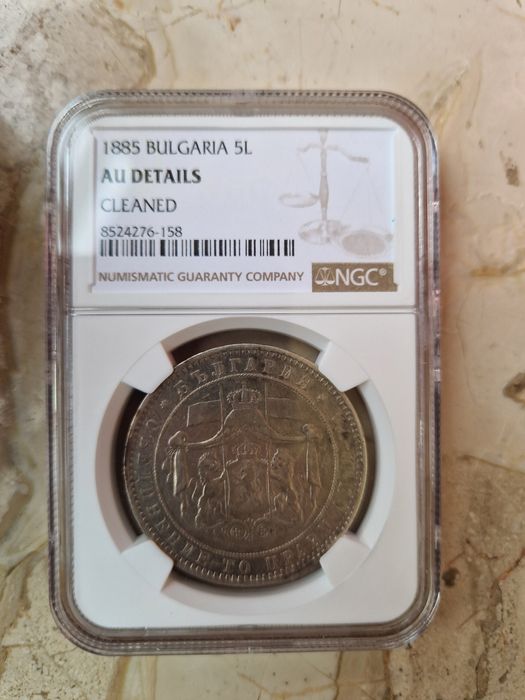 1885 BULGARIA 5L
AU DETAILS
CLEANED
8524276-158
NUMISMATIC GUARANTY COMPANY
NGC®
БЪЛГАРИЯ